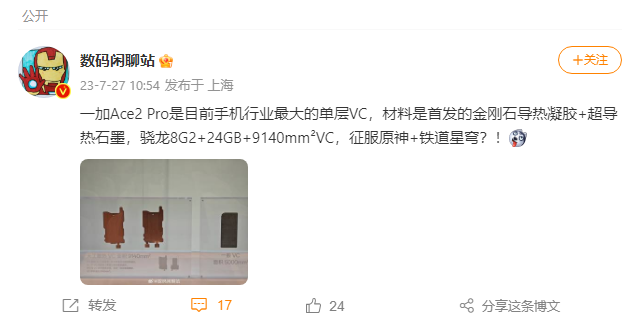 公开
数码闲聊站
+关注
23-7-27 10:54 发布于 上海
一加Ace2 Pro是目前手机行业最大的单层VC，材料是首发的金刚石导热凝胶+超导
热石墨，骁龙8G2+24GB+9140mm²VC，征服原神+铁道星穹？！
转发
17
24
分享这条博文